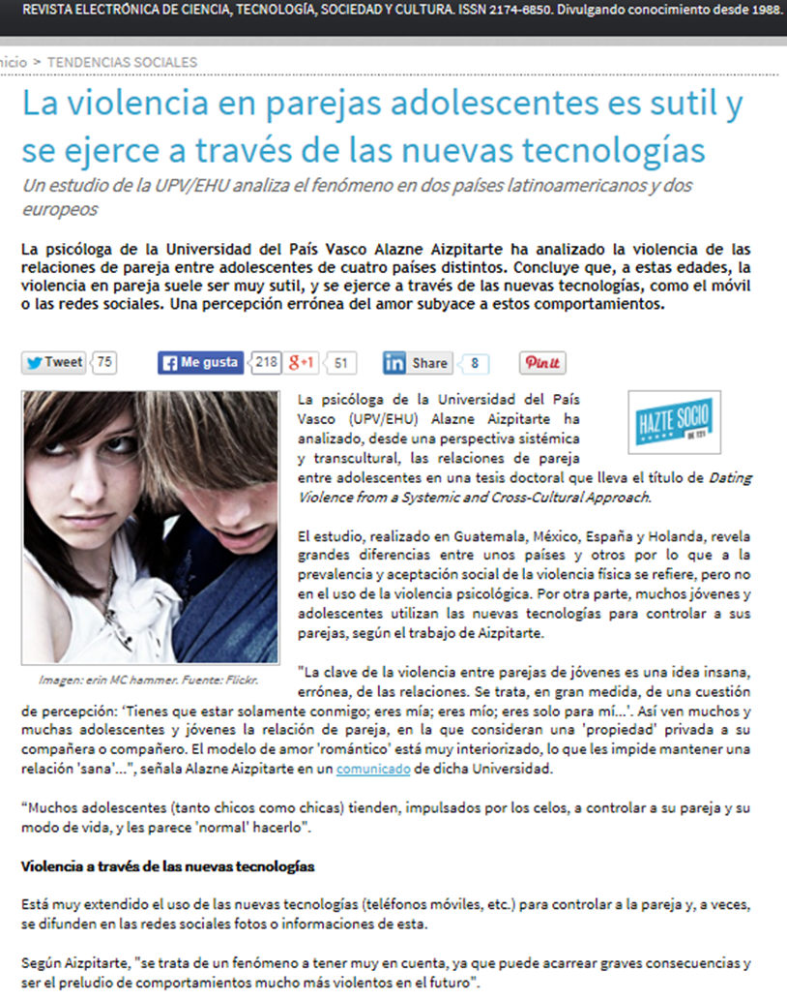 REVISTA ELECTRÓNICA DE CIENCIA, TECNOLOGÍA, SOCIEDAD Y CULTURA. ISSN 2174-6850. Divulgando conocimiento desde 1988.
nicio > TENDENCIAS SOCIALES
La violencia en parejas adolescentes es sutil y
se ejerce a través de las nuevas tecnologías
Un estudio de la UPV/EHU analiza el fenómeno en dos países latinoamericanos y dos
europeos
La psicóloga de la Universidad del País Vasco Alazne Aizpitarte ha analizado la violencia de las
relaciones de pareja entre adolescentes de cuatro países distintos. Concluye que, a estas edades, la
violencia en pareja suele ser muy sutil, y se ejerce a través de las nuevas tecnologías, como el móvil
o las redes sociales. Una percepción errónea del amor subyace a estos comportamientos.
Tweet 75 Me gusta 218 g+1 51 in Share 8 Pin it
La psicóloga de la Universidad del País
Vasco (UPV/EHU) Alazne Aizpitarte ha
analizado, desde una perspectiva sistémica
y transcultural, las relaciones de pareja
HAZTE SOCIO
DE T21
entre adolescentes en una tesis doctoral que lleva el título de Dating
Violence from a Systemic and Cross-Cultural Approach.
El estudio, realizado en Guatemala, México, España y Holanda, revela
grandes diferencias entre unos países y otros por lo que a la
prevalencia y aceptación social de la violencia física se refiere, pero no
en el uso de la violencia psicológica. Por otra parte, muchos jóvenes y
adolescentes utilizan las nuevas tecnologías para controlar a sus
parejas, según el trabajo de Aizpitarte.
Imagen: erin MC hammer. Fuente: Flickr.
"La clave de la violencia entre parejas de jóvenes es una idea insana,
errónea, de las relaciones. Se trata, en gran medida, de una cuestión
de percepción: ‘Tienes que estar solamente conmigo; eres mía; eres mío; eres solo para mí...'. Así ven muchos y
muchas adolescentes y jóvenes la relación de pareja, en la que consideran una 'propiedad' privada a su
compañera o compañero. El modelo de amor 'romántico' está muy interiorizado, lo que les impide mantener una
relación 'sana'...", señala Alazne Aizpitarte en un comunicado de dicha Universidad.
“Muchos adolescentes (tanto chicos como chicas) tienden, impulsados por los celos, a controlar a su pareja y su
modo de vida, y les parece 'normal' hacerlo".
Violencia a través de las nuevas tecnologías
Está muy extendido el uso de las nuevas tecnologías (teléfonos móviles, etc.) para controlar a la pareja y, a veces,
se difunden en las redes sociales fotos o informaciones de esta.
Según Aizpitarte, "se trata de un fenómeno a tener muy en cuenta, ya que puede acarrear graves consecuencias y
ser el preludio de comportamientos mucho más violentos en el futuro".